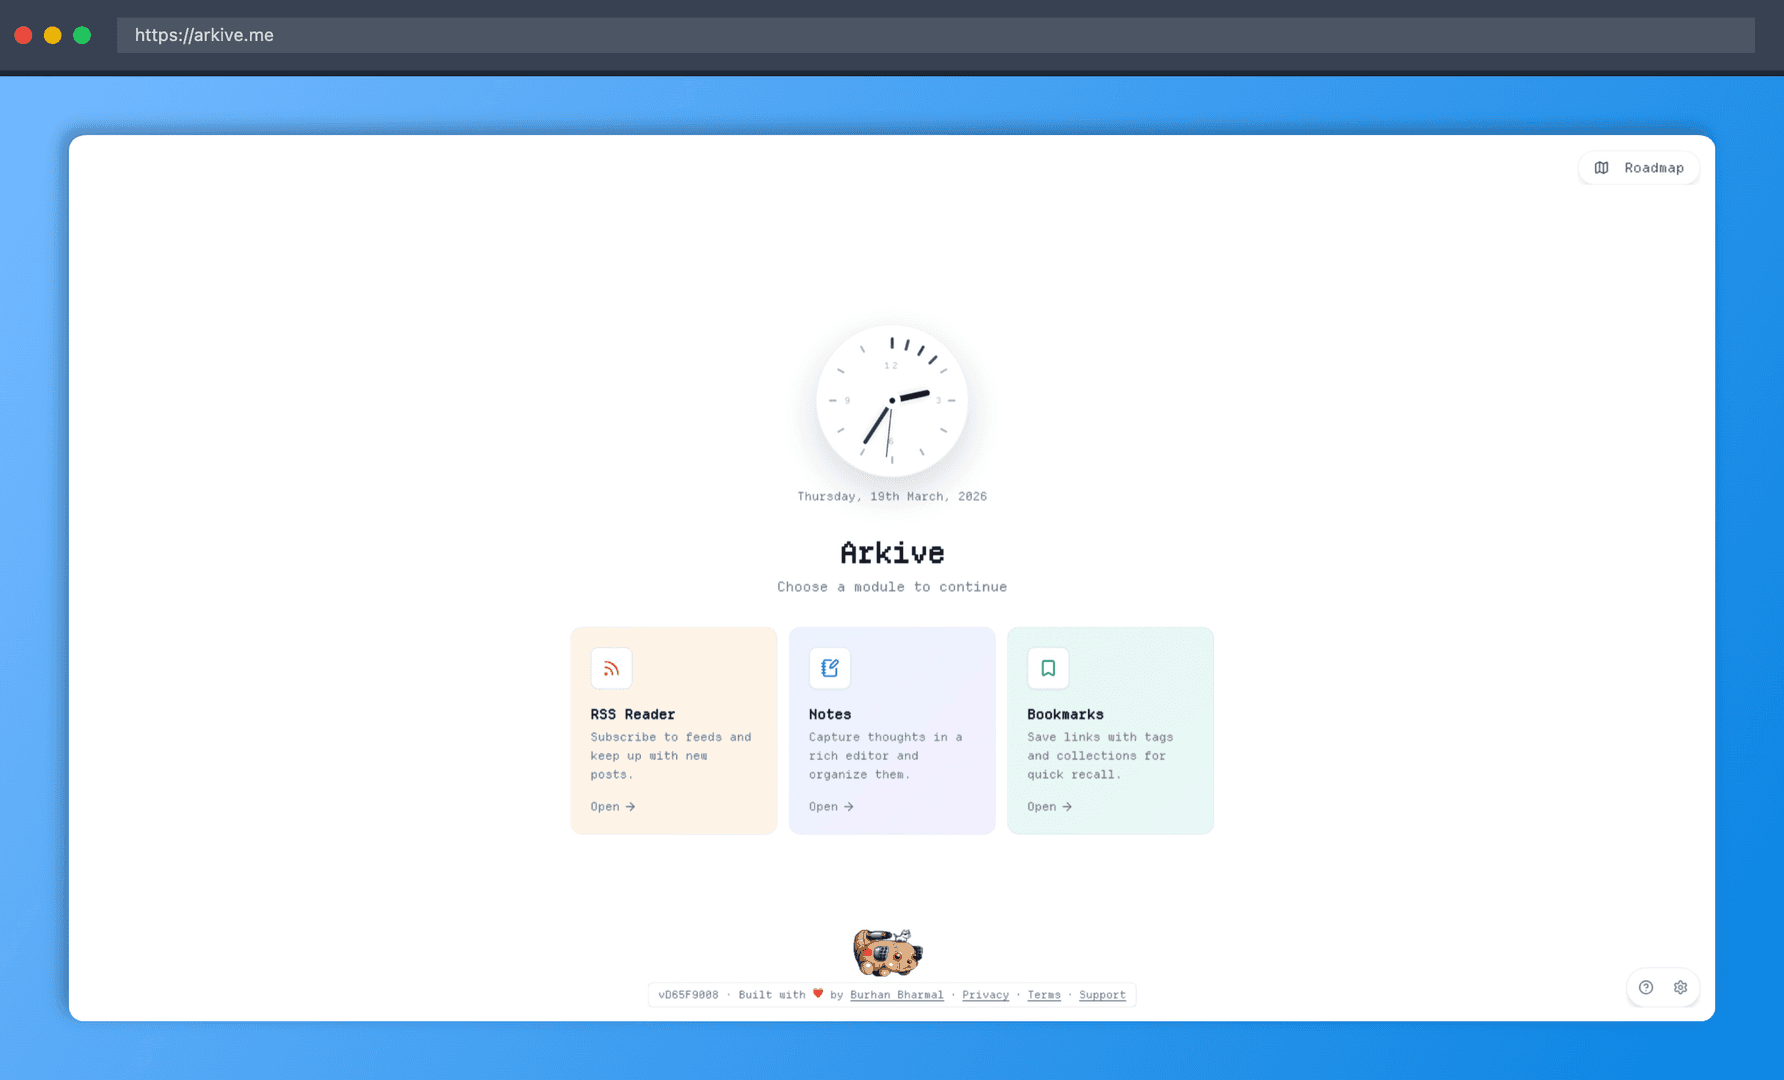 https://arkive.me
Roadmap
12
9
3
6
Thursday, 19th March, 2026
Arkive
Choose a module to continue
RSS Reader
Subscribe to feeds and
keep up with new
posts.
Open →
Notes
Capture thoughts in a
rich editor and
organize them.
Open →
Bookmarks
Save links with tags
and collections for
quick recall.
Open →
vD65F9008 · Built with ❤️ by Burhan Bharmal · Privacy · Terms · Support